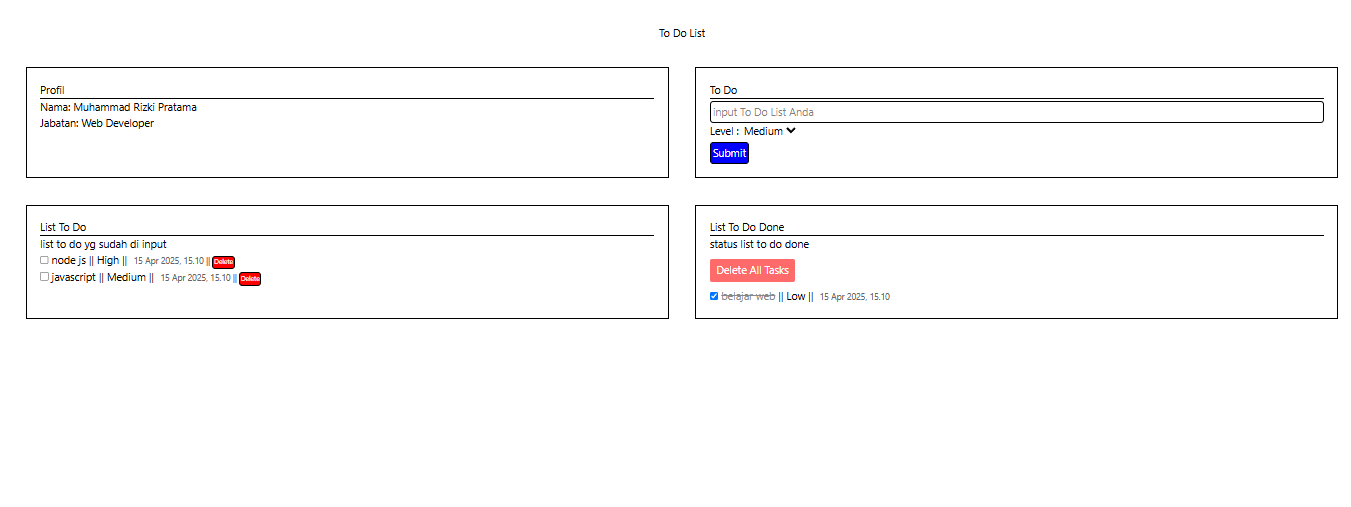 To Do List
Profil
Nama: Muhammad Rizki Pratama
Jabatan: Web Developer
To Do
input To Do List Anda
Level : Medium
Submit
List To Do
list to do yg sudah di input
node js || High || 15 Apr 2025, 15.10 || Delete
javascript || Medium || 15 Apr 2025, 15.10 || Delete
List To Do Done
status list to do done
Delete All Tasks
belajar web || Low || 15 Apr 2025, 15.10